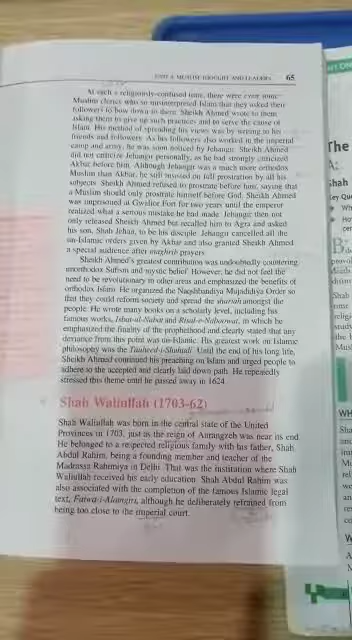 UNIT 4: MUSLIM THOUGHT AND LEADERS 65
At such a religiously-confused time, there were even some
Muslim clerics who so misinterpreted Islam that they asked their
followers to bow down to them. Sheikh Ahmed wrote to them
asking them to give up such practices and to serve the cause of
Islam. His method of spreading his views was by writing to his
friends and followers. As his followers also worked in the imperial
camp and army, he was soon noticed by Jehangir. Sheikh Ahmed
did not criticize Jehangir personally, as he had strongly criticized
Akbar before him. Although Jehangir was a much more orthodox
Muslim than Akbar, he still insisted on full prostration by all his
subjects. Sheikh Ahmed refused to prostrate before him, saying that
a Muslim should only prostrate himself before God. Sheikh Ahmed
was imprisoned at Gwalior Fort for two years until the emperor
realized what a serious mistake he had made. Jehangir then not
only released Sheikh Ahmed but recalled him to Agra and asked
his son, Shah Jehan, to be his disciple. Jehangir cancelled all the
un-Islamic orders given by Akbar and also granted Sheikh Ahmed
a special audience after maghrib prayers.
Sheikh Ahmed's greatest contribution was undoubtedly countering
unorthodox Sufism and mystic belief. However, he did not feel the
need to be revolutionary in other areas and emphasized the benefits of
orthodox Islam. He organized the Naqshbandiya Mujadidiya Order so
that they could reform society and spread the shariah amongst the
people. He wrote many books on a scholarly level, including his
famous works, Isbat-ul-Nabut and Risal-e-Nabuwwat, in which he
emphasized the finality of the prophethood and clearly stated that any
deviance from this point was un-Islamic. His greatest work on Islamic
philosophy was the Tauheed-i-Shuhudi. Until the end of his long life,
Sheikh Ahmed continued his preaching on Islam and urged people to
adhere to the accepted and clearly laid down path. He repeatedly
stressed this theme until he passed away in 1624.
Shah Waliullah (1703-62)
Shah Waliullah was born in the central state of the United
Provinces in 1703, just as the reign of Aurangzeb was near its end.
He belonged to a respected religious family with his father, Shah
Abdul Rahim, being a founding member and teacher of the
Madrassa Rahimiya in Delhi. That was the institution where Shah
Waliullah received his early education. Shah Abdul Rahim was
also associated with the completion of the famous Islamic legal
text, Fatwa-i-Alamgiri, although he deliberately refrained from
being too close to the imperial court.
The
A:
Shah
Key Que